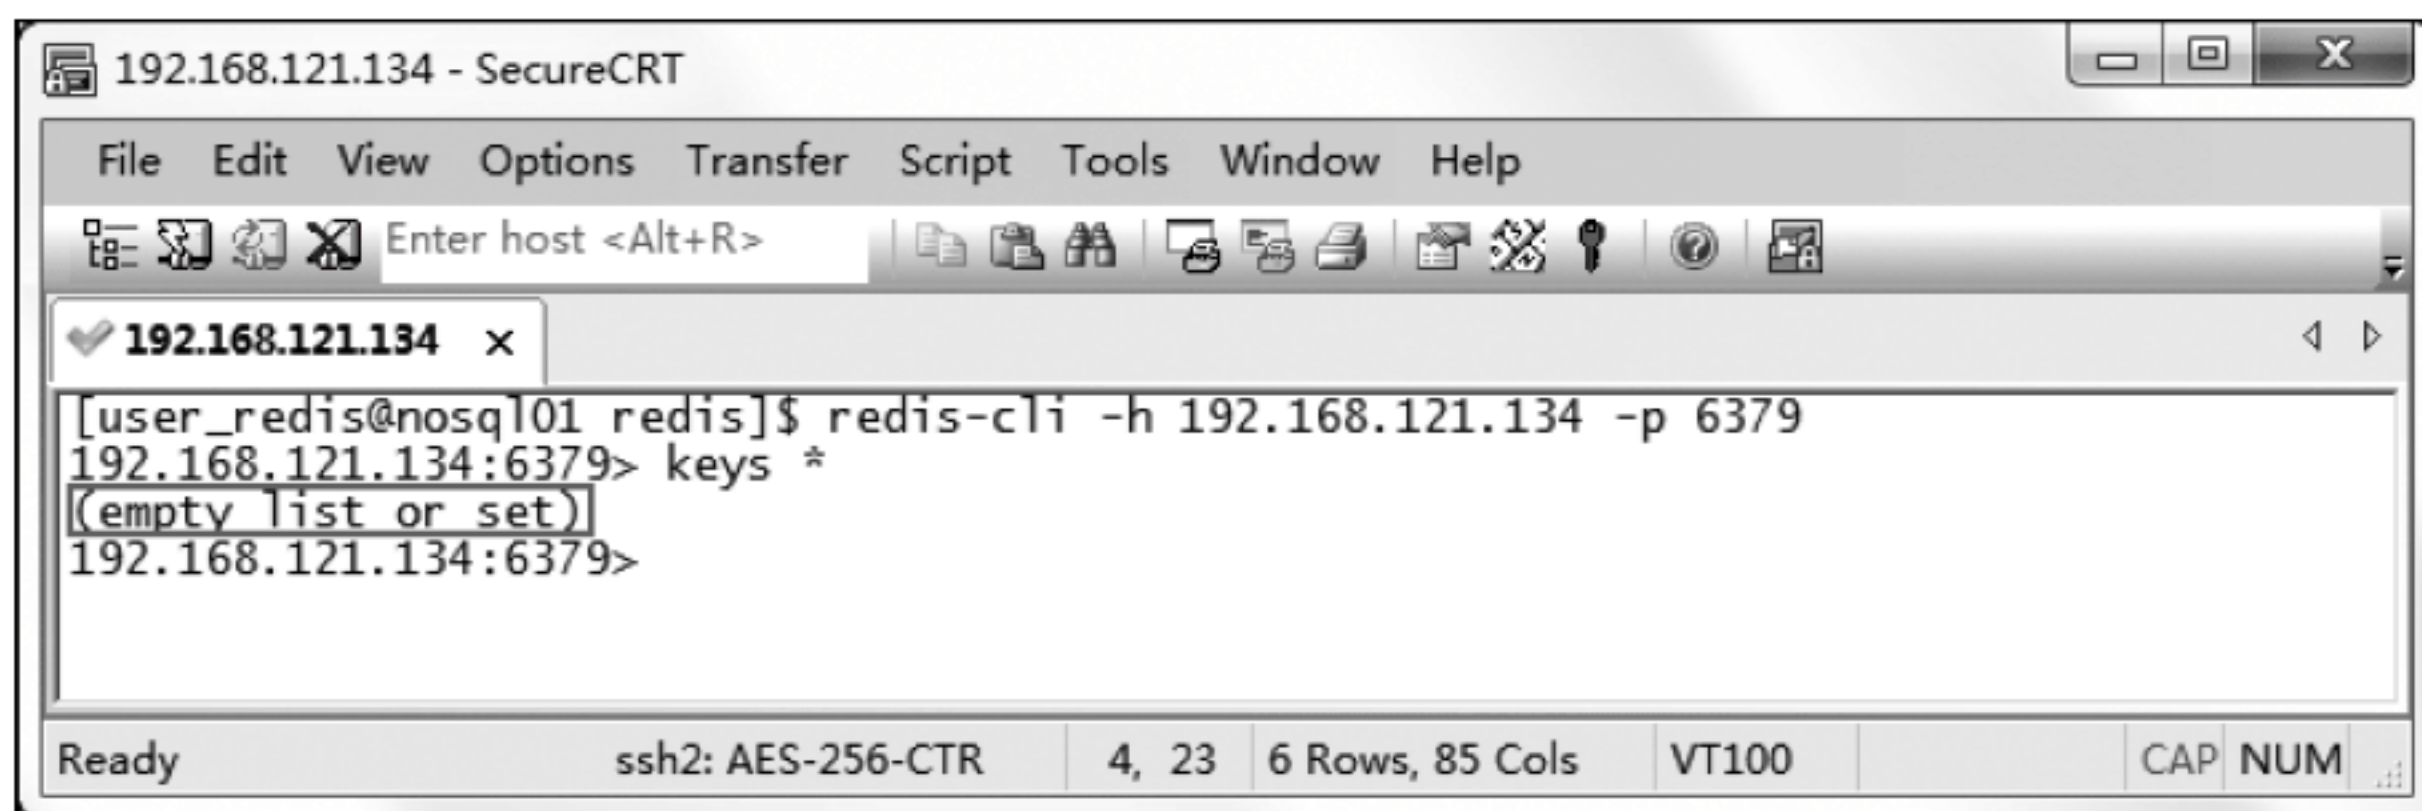 192.168.121.134 - SecureCRT
File Edit View Options Transfer Script Tools Window Help
Enter host <Alt+R>
192.168.121.134 x
[user_redis@nosql01 redis]$ redis-cli -h 192.168.121.134 -p 6379
192.168.121.134:6379> keys *
(empty list or set)
192.168.121.134:6379>
Ready ssh2: AES-256-CTR 4, 23 6 Rows, 85 Cols VT100 CAP NUM